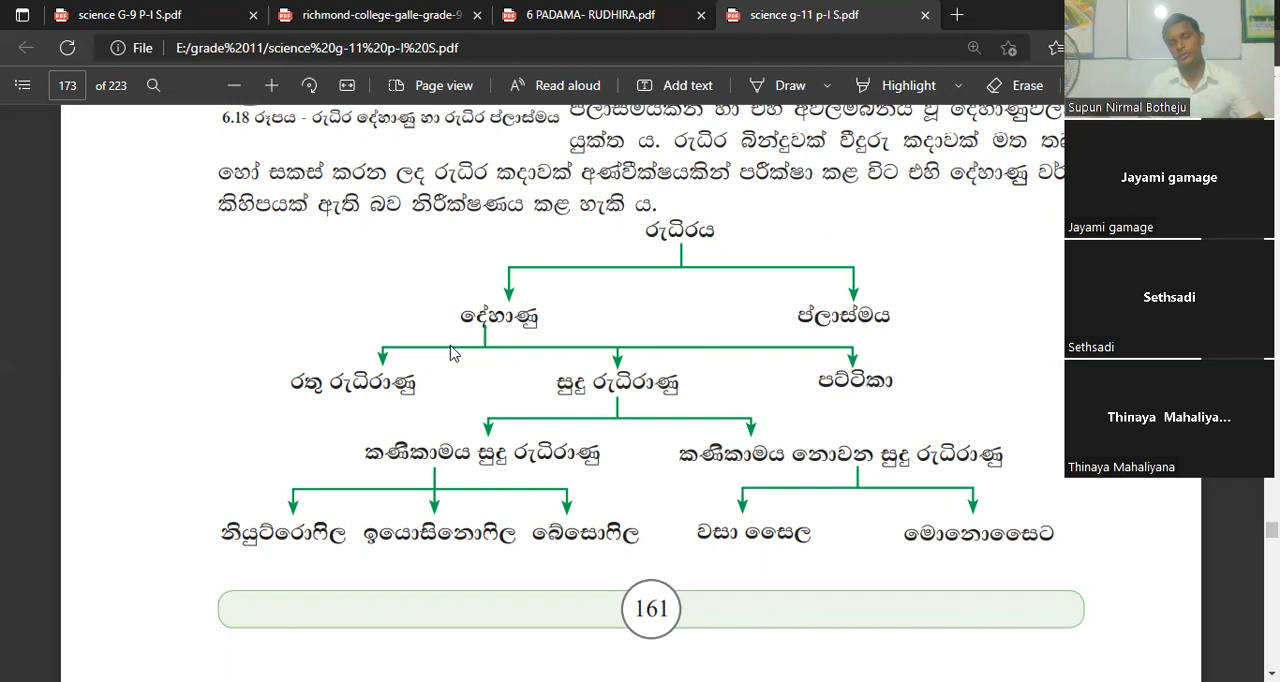 science G-9 P-I S.pdf
richmond-college-galle-grade-9
6 PADAMA- RUDHIRA.pdf
science g-11 p-I S.pdf
File
E:/grade%2011/science%20g-11%20p-I%20S.pdf
173 of 223
Page view
Read aloud
Add text
Draw
Highlight
Erase
Supun Nirmal Botheju
Jayami gamage
Jayami gamage
Sethsadi
Sethsadi
Thinaya Mahaliya...
Thinaya Mahaliyana
6.18 රූපය - රුධිර දේහාණු හා රුධිර ප්ලාස්මය
ප්ලාස්මයකින් හා එහි අවලම්බනය වූ
යුක්ත ය. රුධිර බින්දුවක් වීදුරු කදාවක් මත
හෝ සකස් කරන ලද රුධිර කදාවක් අණ්වීක්ෂයකින් පරීක්ෂා කළ විට එහි දේහාණු
කිහිපයක් ඇති බව නිරීක්ෂණය කළ හැකි ය.
රුධිරය
දේහාණු
ප්ලාස්මය
රතු රුධිරාණු
සුදු රුධිරාණු
පට්ටිකා
කණිකාමය සුදු රුධිරාණු
කණිකාමය නොවන සුදු රුධිරාණු
නියුට්රොෆිල
ඉයොසිනොෆිල
බේසොෆිල
වසා සෛල
මොනොසෛට
161